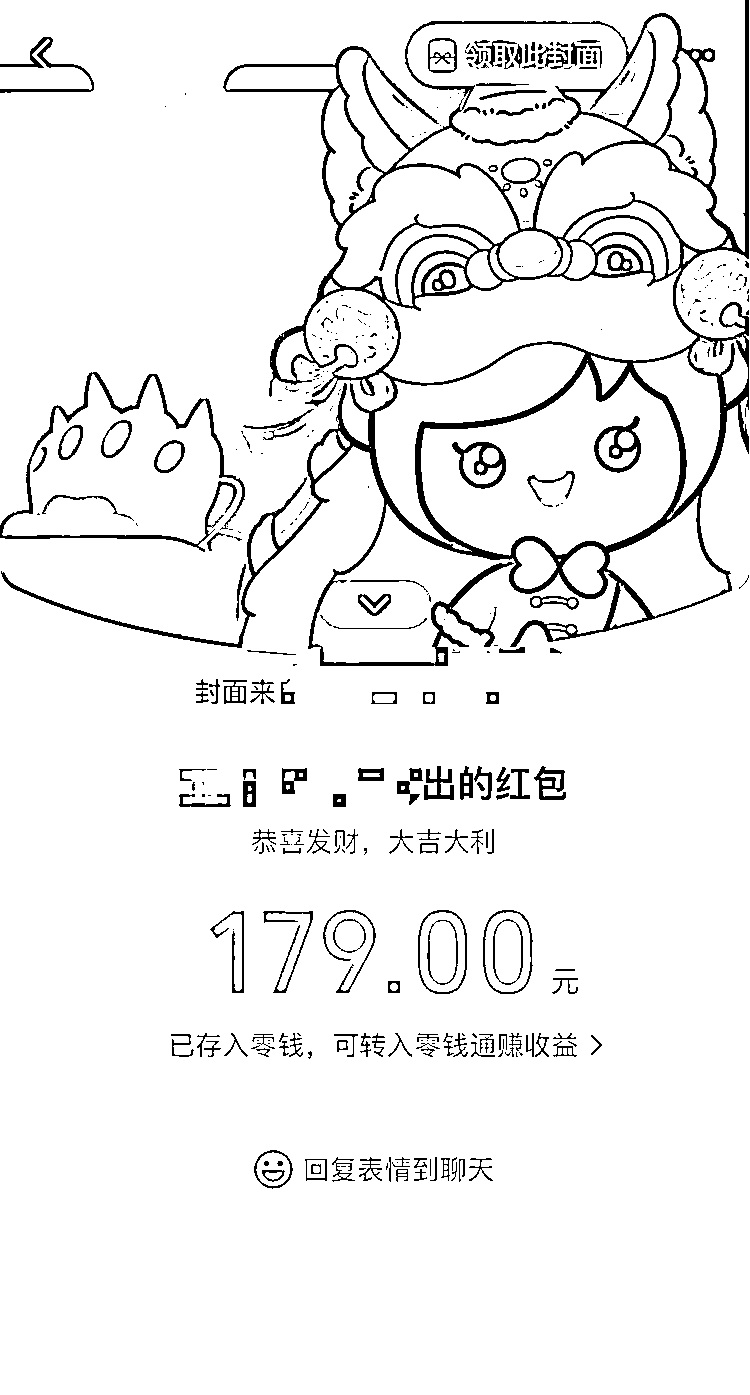 领取此封面
封面来
出的红包
恭喜发财，大吉大利
179.00元
已存入零钱，可转入零钱通赚收益
回复表情到聊天